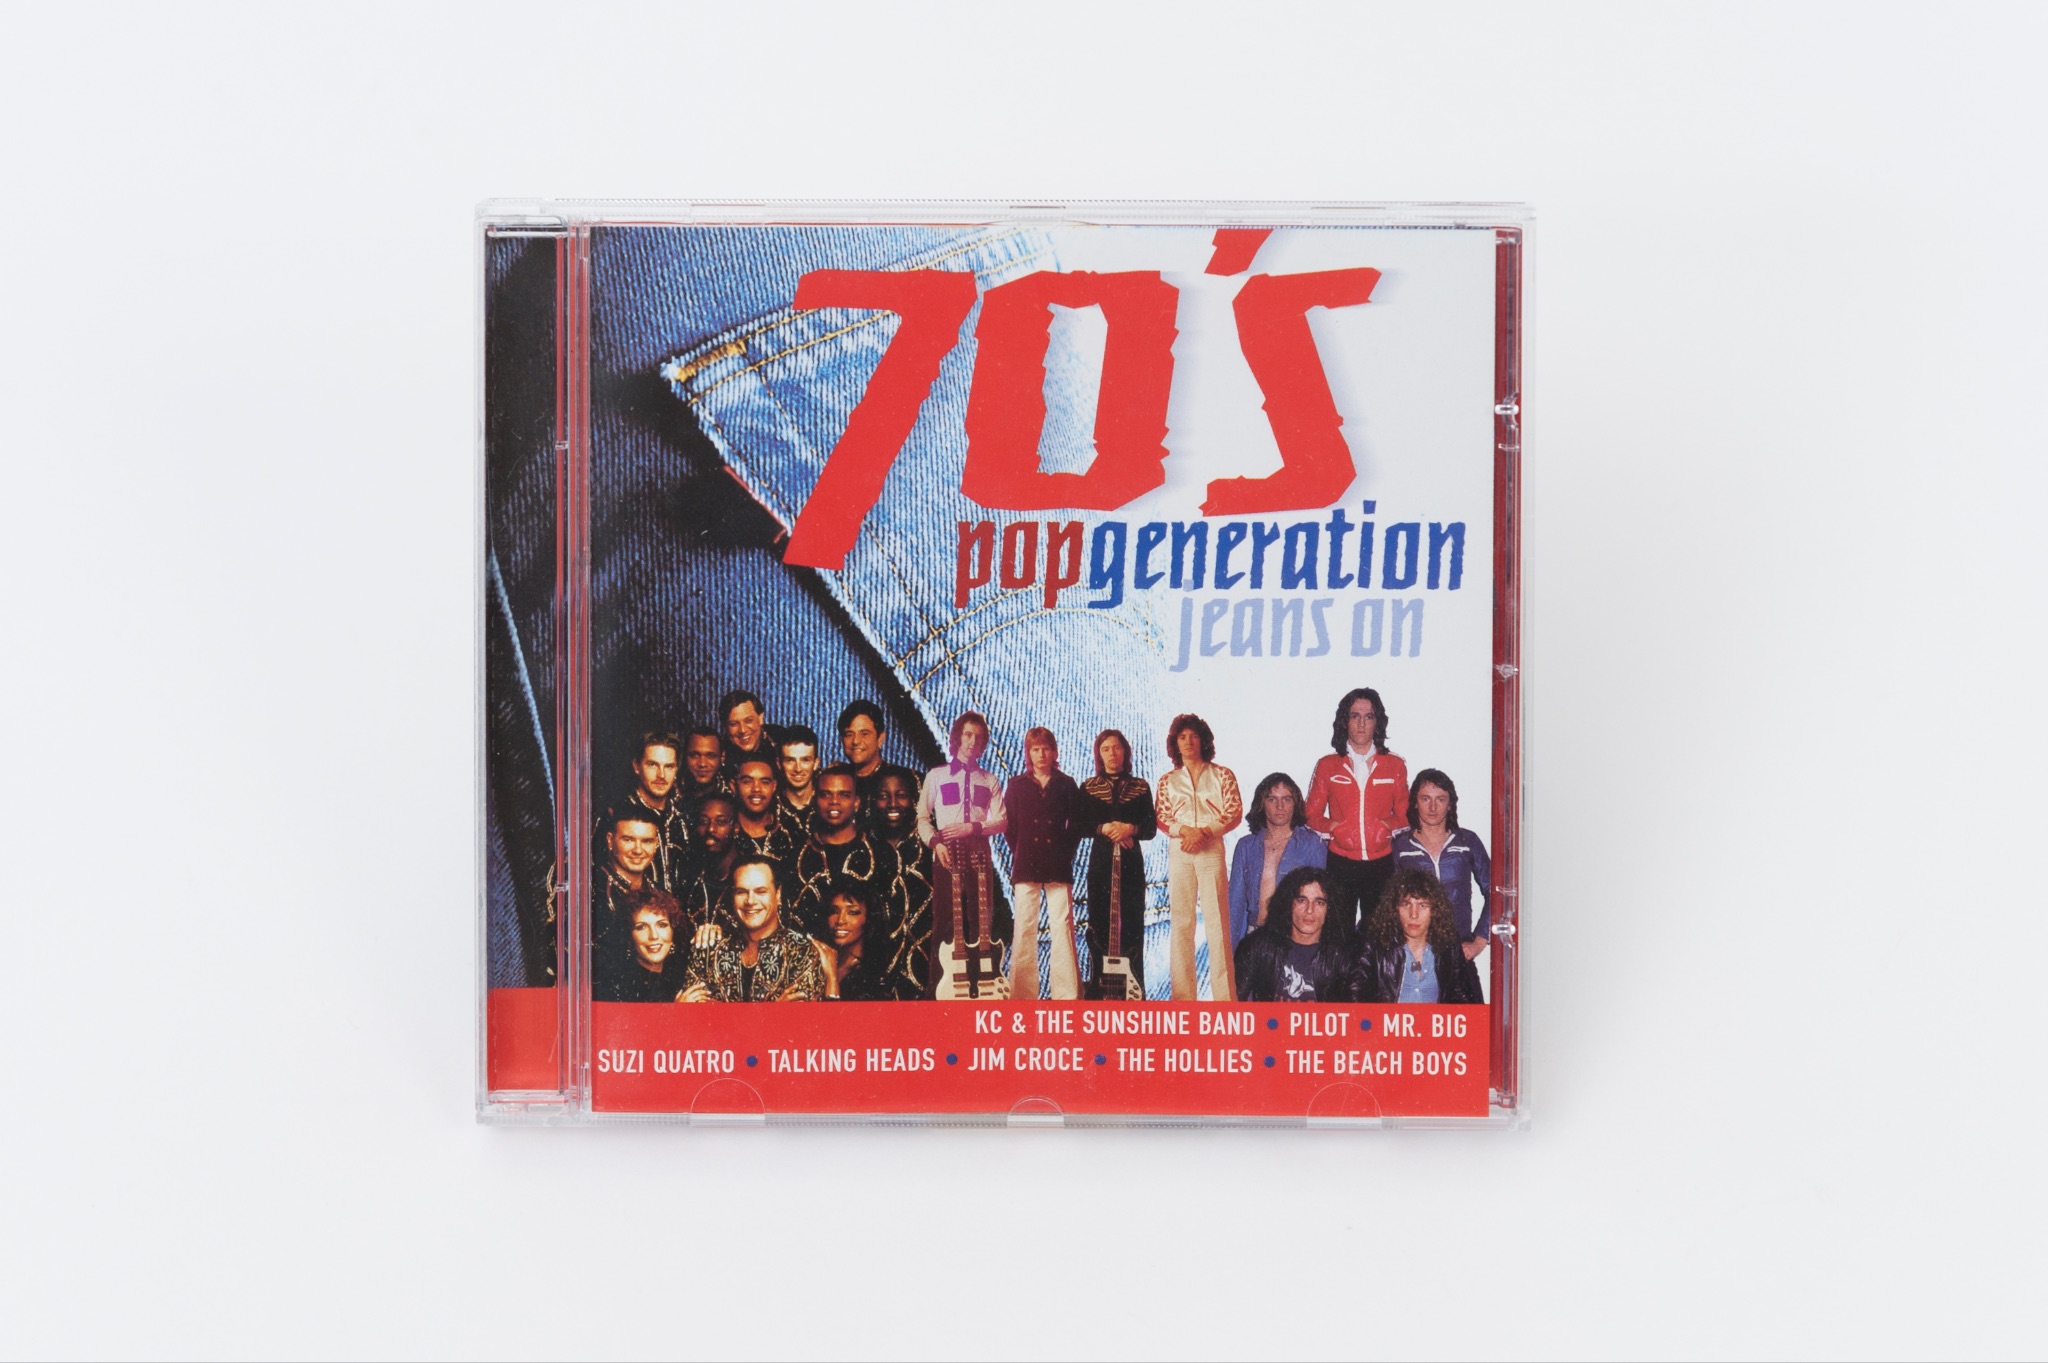 70's
popgeneration
jeans on
KC & THE SUNSHINE BAND • PILOT • MR. BIG
SUZI QUATRO • TALKING HEADS • JIM CROCE • THE HOLLIES • THE BEACH BOYS